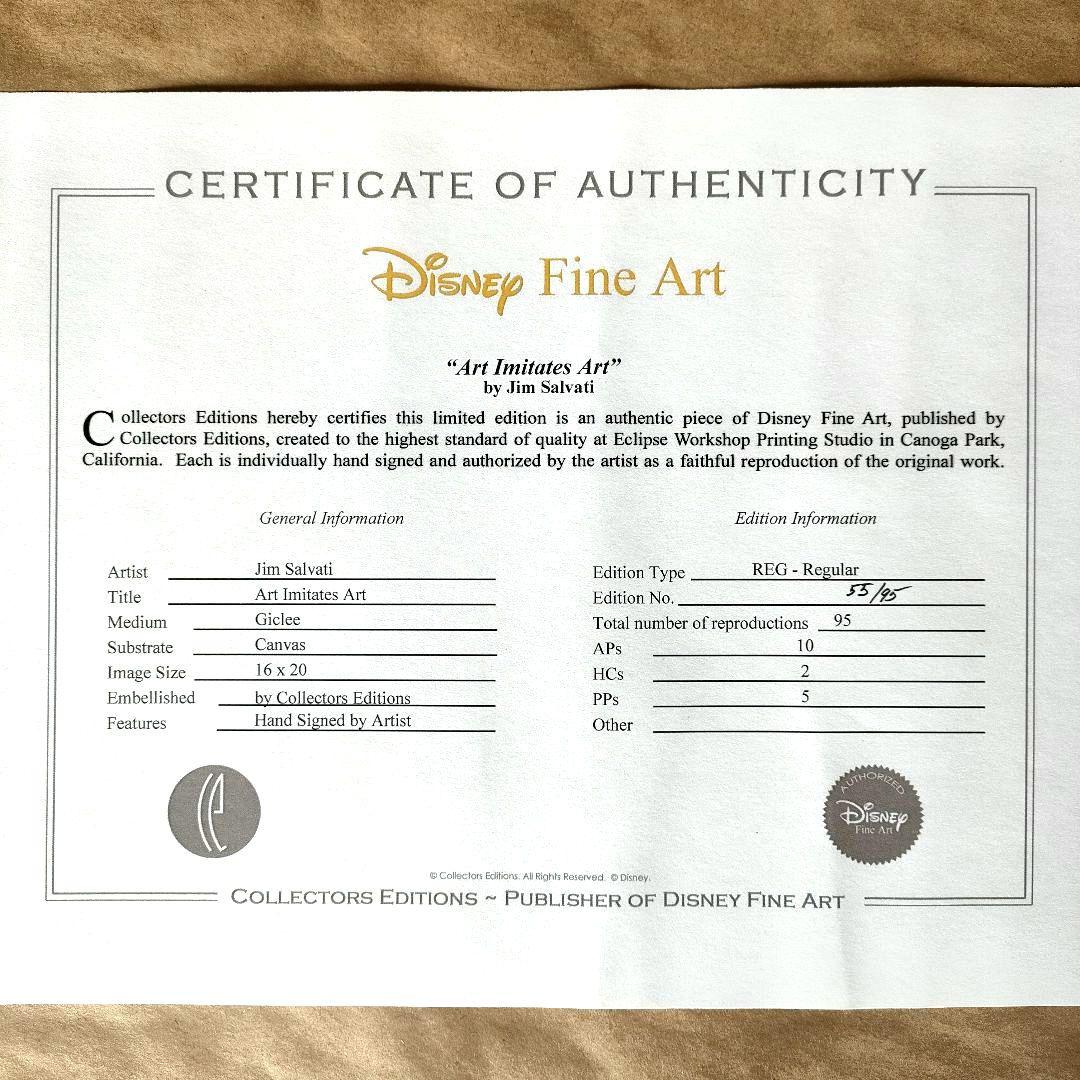 CERTIFICATE OF AUTHENTICITY
Disney Fine Art
“Art Imitates Art”
by Jim Salvati
Collectors Editions hereby certifies this limited edition is an authentic piece of Disney Fine Art, published by
Collectors Editions, created to the highest standard of quality at Eclipse Workshop Printing Studio in Canoga Park,
California. Each is individually hand signed and authorized by the artist as a faithful reproduction of the original work.
General Information
Artist Jim Salvati
Title Art Imitates Art
Medium Giclee
Substrate Canvas
Image Size 16 x 20
Embellished by Collectors Editions
Features Hand Signed by Artist
Edition Information
Edition Type REG - Regular
Edition No. 55/95
Total number of reproductions 95
APs 10
HCs 2
PPs 5
Other
AUTHORIZED
Disney
Fine Art
© Collectors Editions. All Rights Reserved. © Disney.
COLLECTORS EDITIONS ~ PUBLISHER OF DISNEY FINE ART